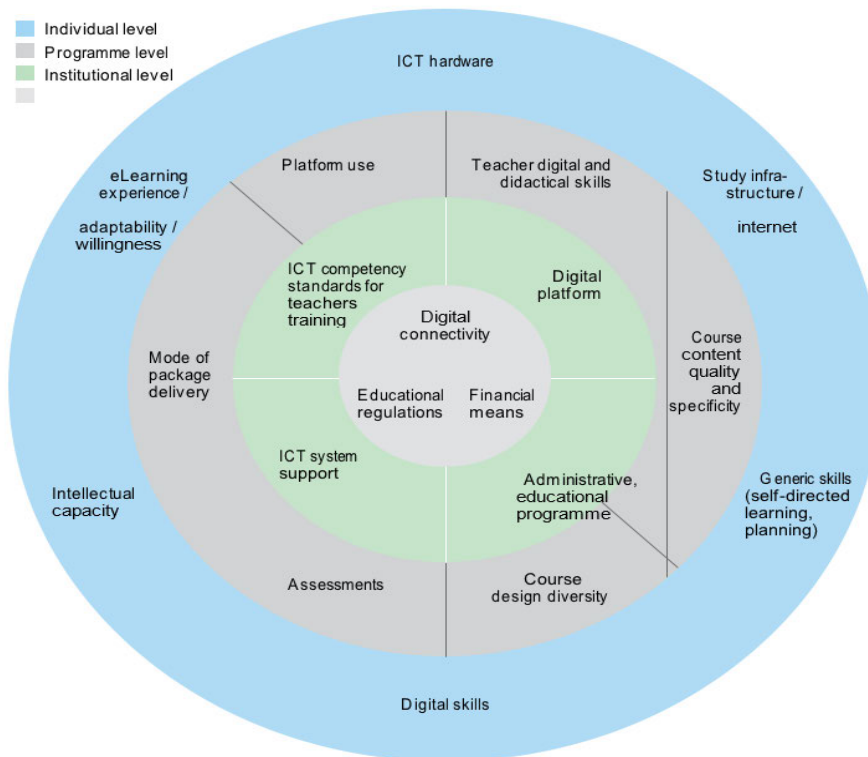 Individual level
Programme level
Institutional level
ICT hardware
eLearning
experience /
adaptability /
willingness
Platform use
Teacher digital and
didactical skills
Study infra-
structure /
internet
ICT competency
standards for
teachers
training
Digital
platform
Digital
connectivity
Mode of
package
delivery
Course
content
quality
and
specificity
Educational
regulations
Financial
means
ICT system
support
Administrative,
educational
programme
Intellectual
capacity
Generic skills
(self-directed
learning,
planning)
Assessments
Course
design diversity
Digital skills